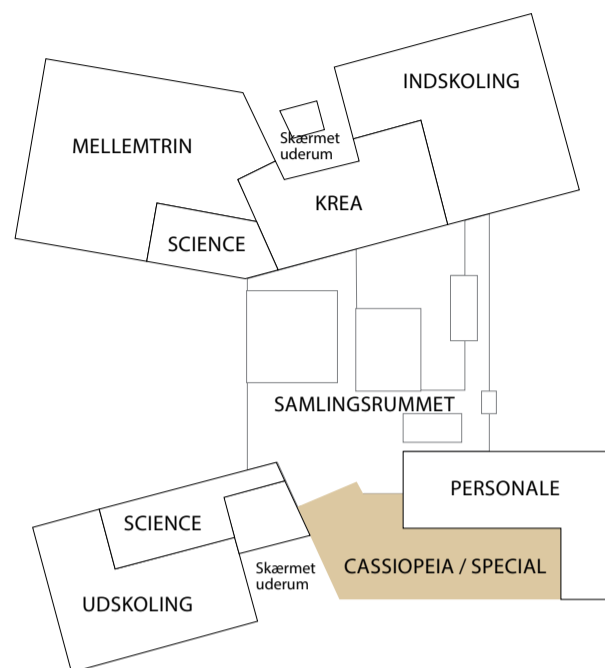 INDSKOLING
MELLEMTRIN
Skærmet
uderum
KREA
SCIENCE
SAMLINGSRUMMET
PERSONALE
SCIENCE
CASSIOPEIA / SPECIAL
Skærmet
uderum
UDSKOLING